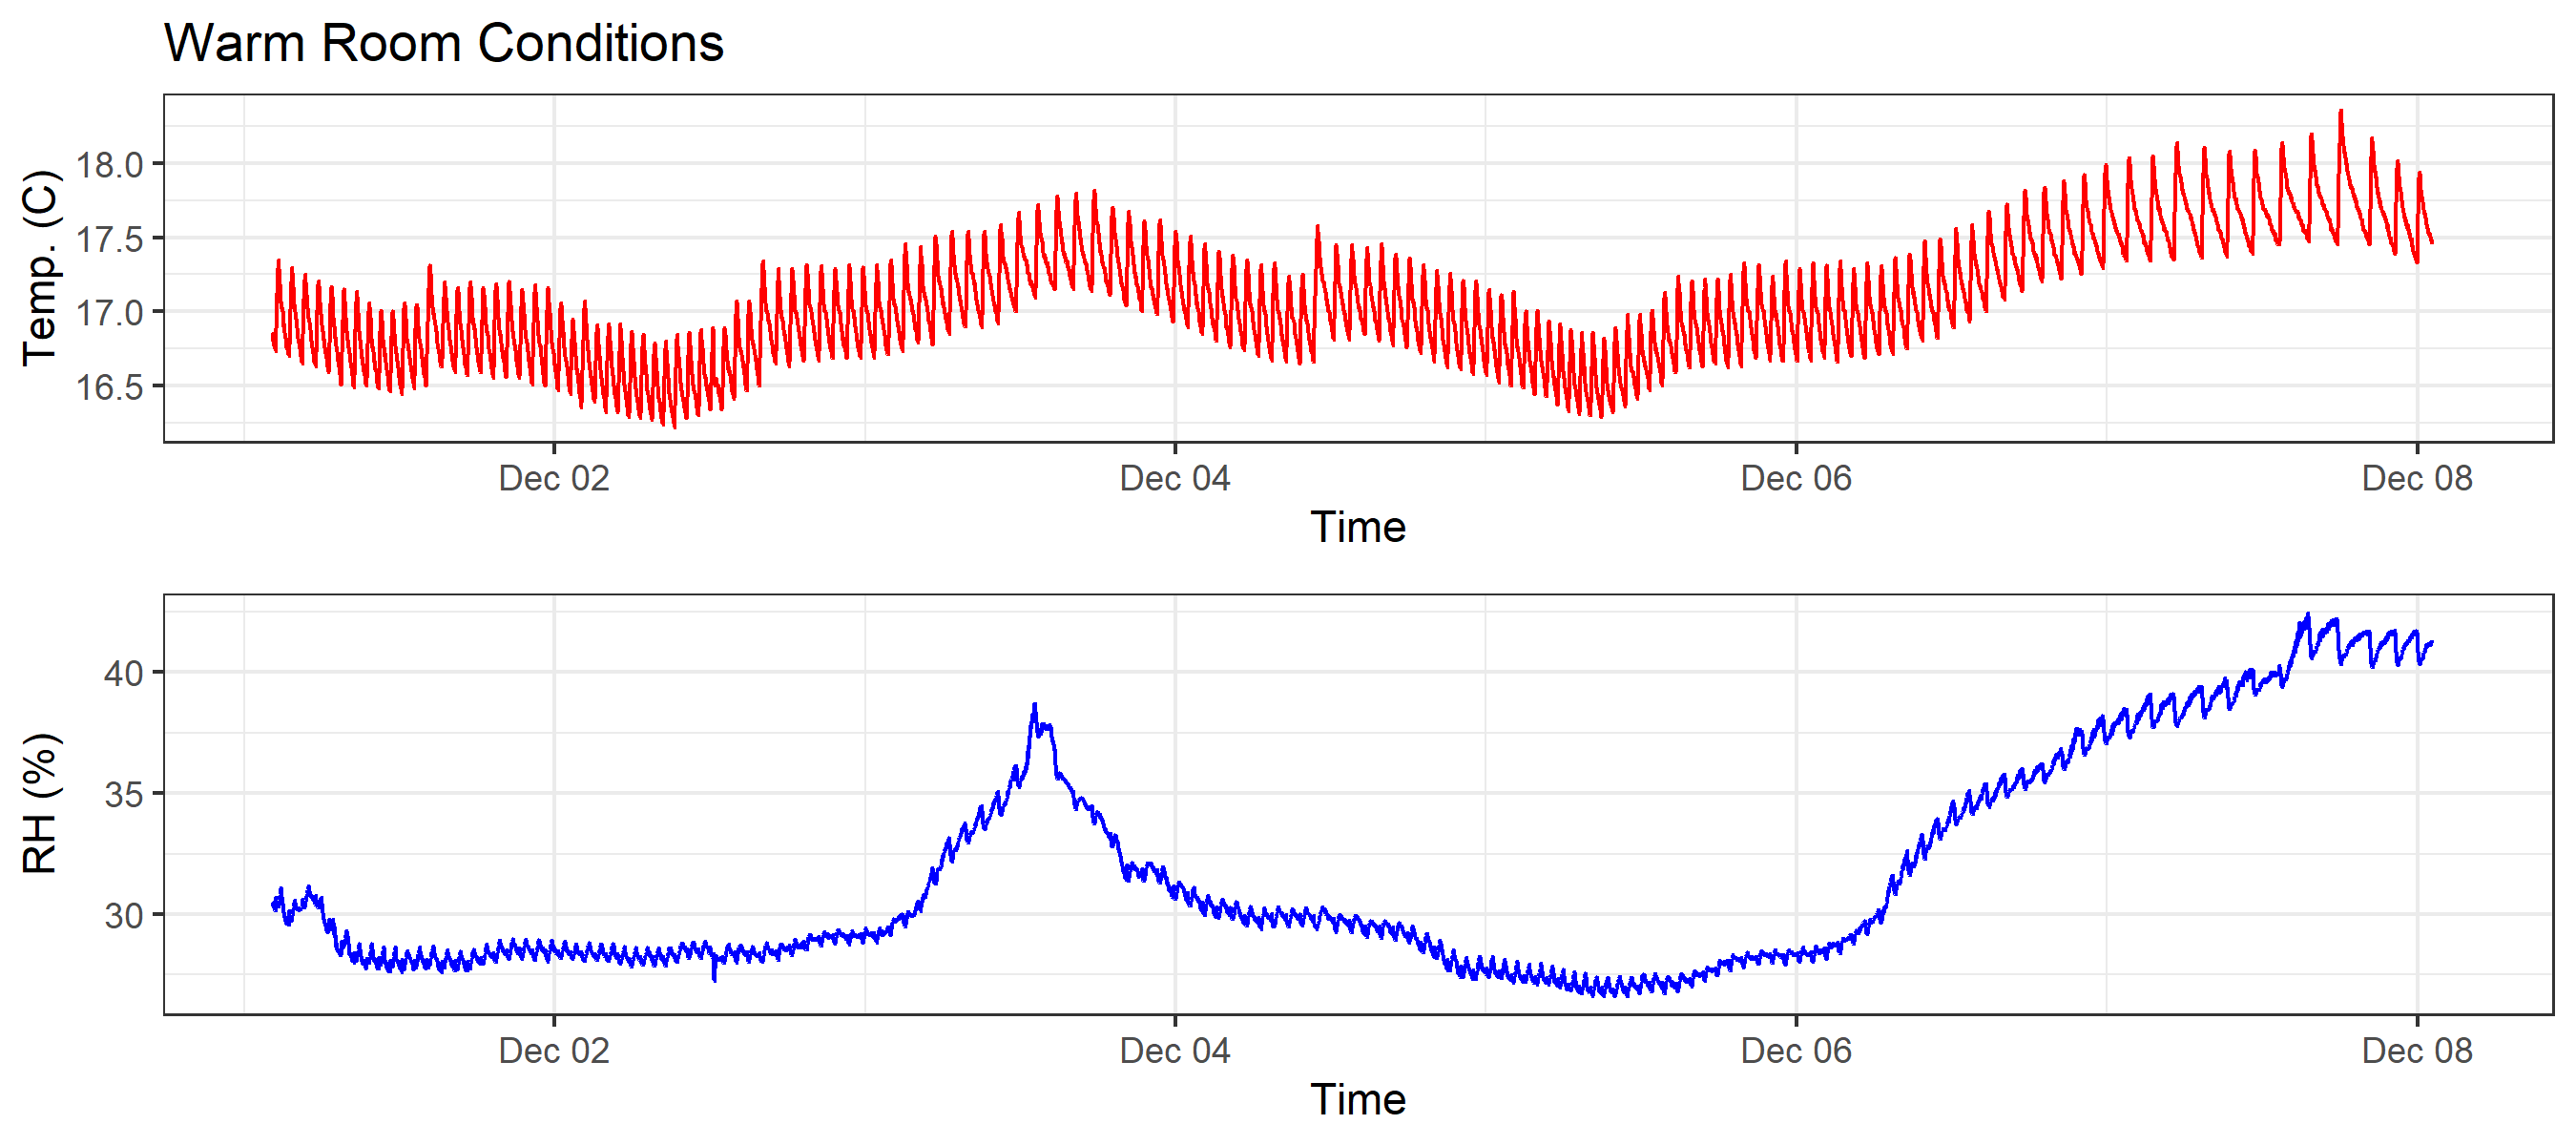 Warm Room Conditions
Temp. (C)
18.0
17.5
17.0
16.5
Dec 02 Dec 04 Dec 06 Dec 08
Time
RH (%)
40
35
30
Dec 02 Dec 04 Dec 06 Dec 08
Time